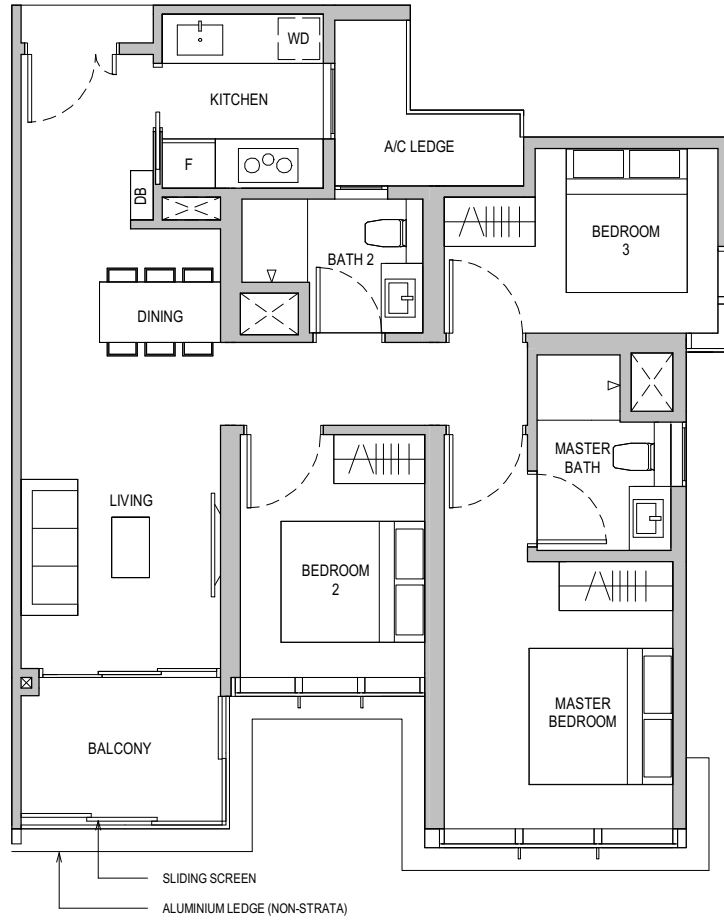 WD
KITCHEN
A/C LEDGE
F
DB
BEDROOM
3
BATH 2
DINING
MASTER
BATH
LIVING
BEDROOM
2
MASTER
BEDROOM
BALCONY
SLIDING SCREEN
ALUMINIUM LEDGE (NON-STRATA)